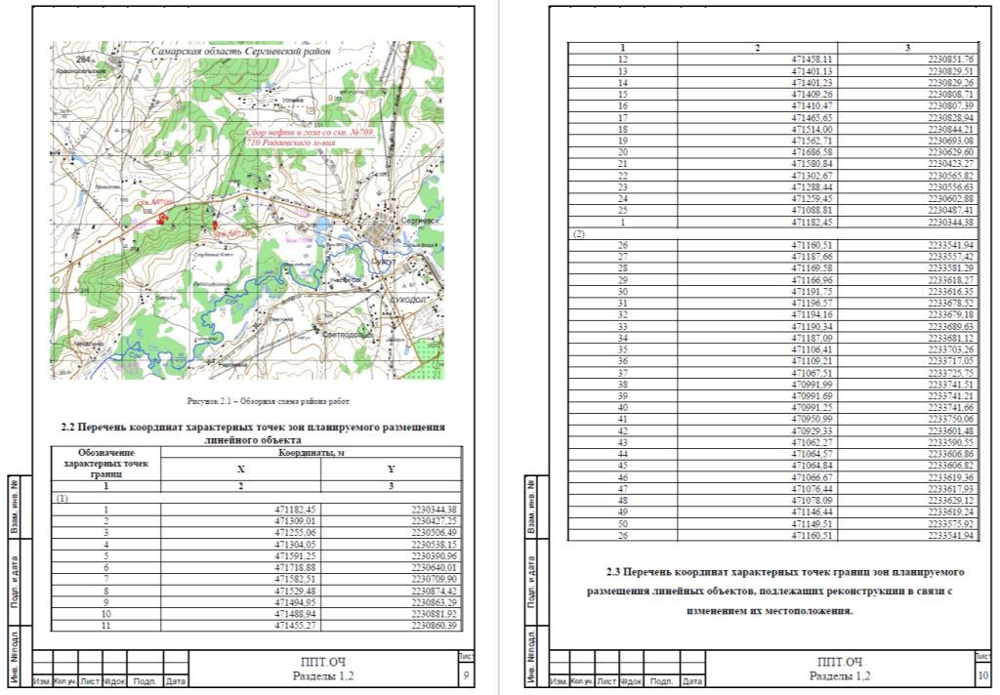 Самарская область Сергиевский район
284
Красносельское
Успенка
Сбор нефти и газа со скв. №709,
710 Радаевского м-ния
скв.№709
скв.№710
Сергиевск
Студеный Ключ
Сургут
СУХОДОЛ
Светлодольск
Чекалино
Рисунок 2.1 – Обзорная схема района работ
2.2 Перечень координат характерных точек зон планируемого размещения
линейного объекта
Обозначение характерных точек границ Координаты, м
X Y
1 2 3
(1)
1 471182,45 2230344,38
2 471309,01 2230427,25
3 471255,06 2230506,49
4 471304,05 2230538,15
5 471591,25 2230390,96
6 471718,88 2230640,01
7 471582,51 2230709,90
8 471529,48 2230874,42
9 471494,95 2230863,29
10 471488,94 2230881,92
11 471455,27 2230860,39
Взам. инв. №
Подп. и дата
Инв. №подл.
Изм. Кол.уч. Лист №док Подп. Дата
ППТ.ОЧ
Разделы 1,2
Лист
9
1 2 3
12 471458,11 2230851,76
13 471401,13 2230829,51
14 471401,23 2230829,26
15 471409,26 2230808,71
16 471410,47 2230807,39
17 471465,65 2230828,94
18 471514,00 2230844,21
19 471562,71 2230693,08
20 471686,58 2230629,60
21 471580,84 2230423,27
22 471302,67 2230565,82
23 471288,44 2230556,63
24 471259,45 2230602,88
25 471088,81 2230487,41
1 471182,45 2230344,38
(2)
26 471160,51 2233541,94
27 471187,66 2233557,42
28 471169,58 2233581,29
29 471166,96 2233618,27
30 471191,75 2233616,35
31 471196,57 2233678,52
32 471194,16 2233679,18
33 471190,34 2233689,63
34 471187,09 2233681,12
35 471106,41 2233703,26
36 471109,21 2233717,05
37 471067,51 2233725,75
38 470991,99 2233741,51
39 470991,69 2233741,21
40 470991,25 2233741,66
41 470950,99 2233750,06
42 470929,33 2233601,48
43 471062,27 2233590,55
44 471064,57 2233606,86
45 471064,84 2233606,82
46 471066,67 2233619,36
47 471076,44 2233617,93
48 471078,09 2233629,12
49 471146,44 2233619,24
50 471149,51 2233575,92
26 471160,51 2233541,94
2.3 Перечень координат характерных точек границ зон планируемого
размещения линейных объектов, подлежащих реконструкции в связи с
изменением их местоположения.
Взам. инв. №
Подп. и дата
Инв. №подл.
Изм. Кол.уч. Лист №док Подп. Дата
ППТ.ОЧ
Разделы 1,2
Лист
10